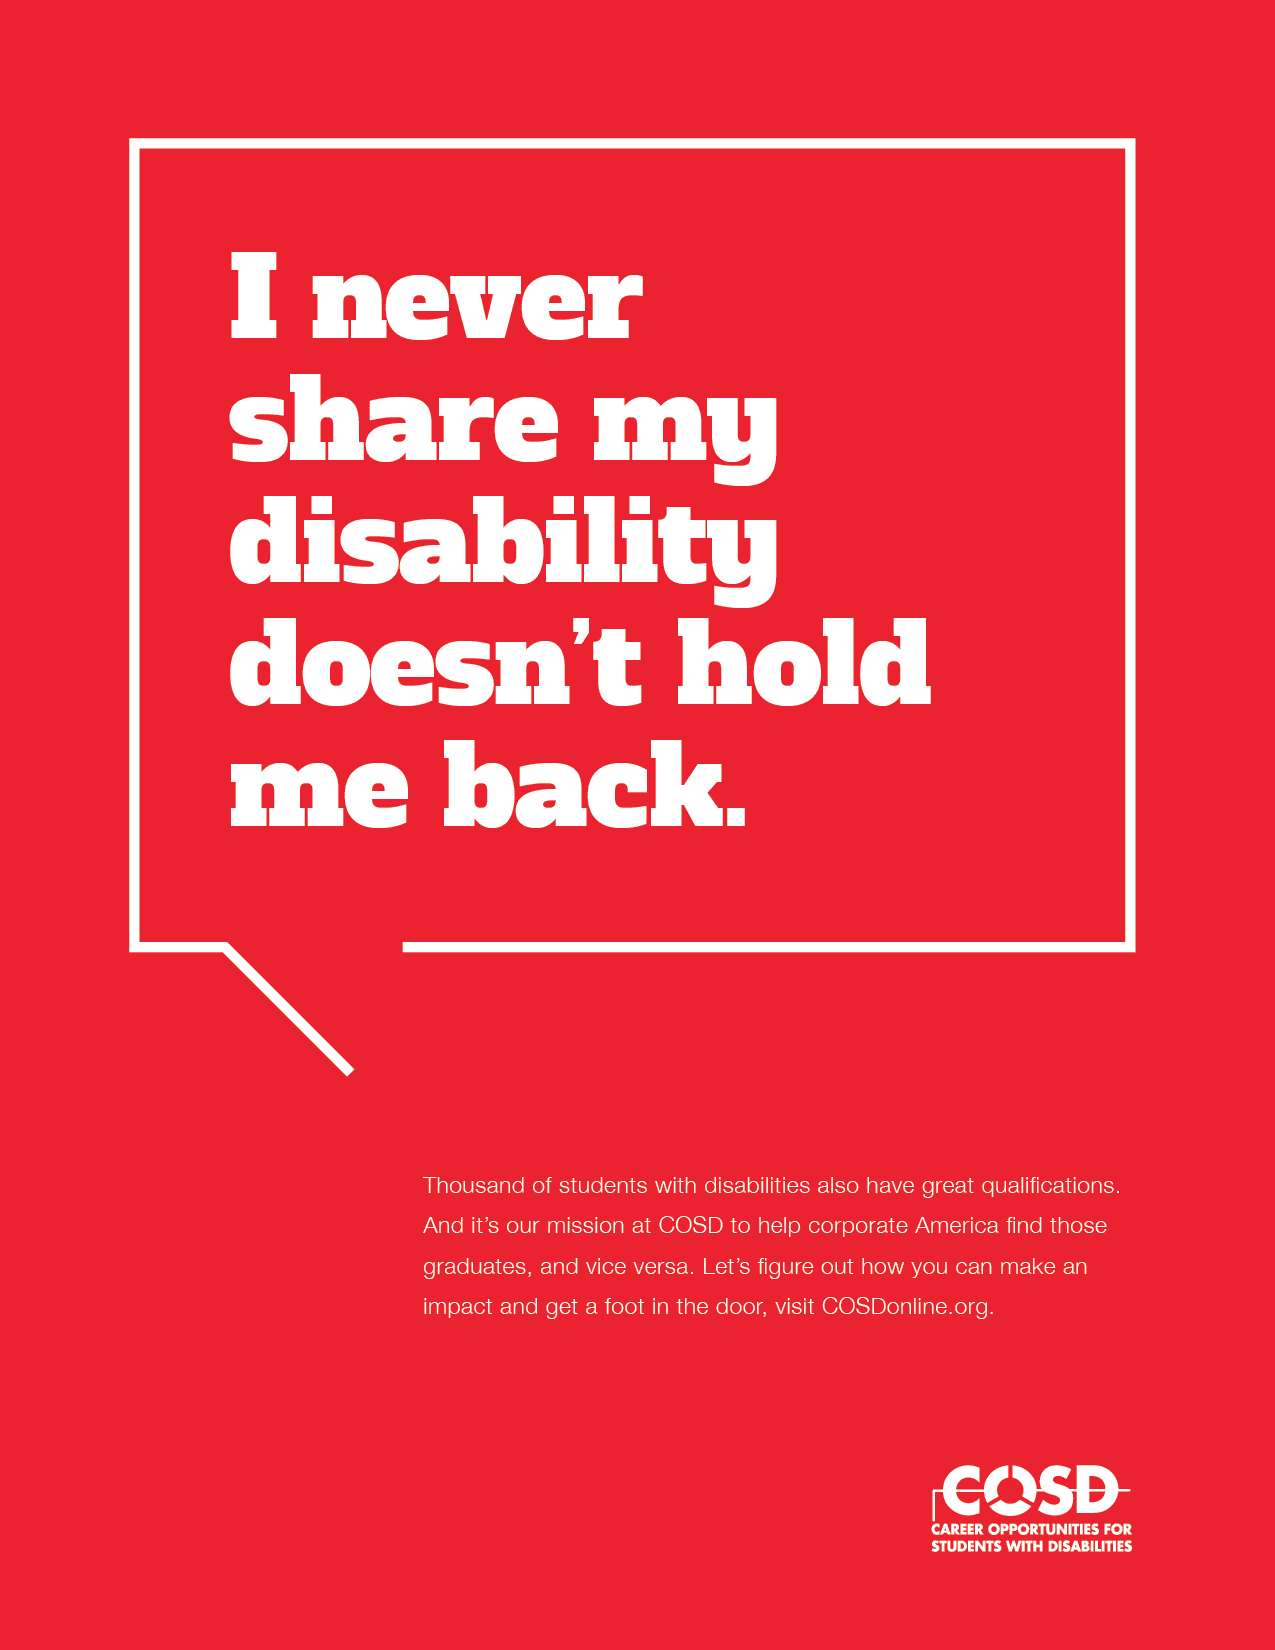 I never
share my
disability
doesn’t hold
me back.
Thousand of students with disabilities also have great qualifications.
And it’s our mission at COSD to help corporate America find those
graduates, and vice versa. Let’s figure out how you can make an
impact and get a foot in the door, visit COSDonline.org.
COSD
CAREER OPPORTUNITIES FOR
STUDENTS WITH DISABILITIES